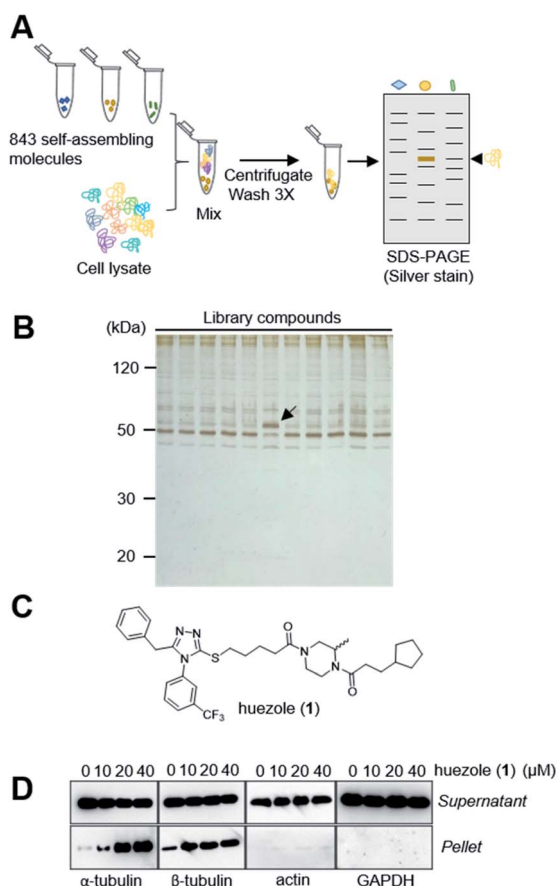 A
843 self-assembling
molecules
Cell lysate
Mix
Centrifugate
Wash 3X
SDS-PAGE
(Silver stain)
B
(kDa)
Library compounds
120
50
30
20
C
N N
N
S
O
N
N
O
CF3
huezole (1)
D
0 10 20 40 0 10 20 40 0 10 20 40 0 10 20 40 huezole (1) (μM)
Supernatant
Pellet
α-tubulin β-tubulin actin GAPDH